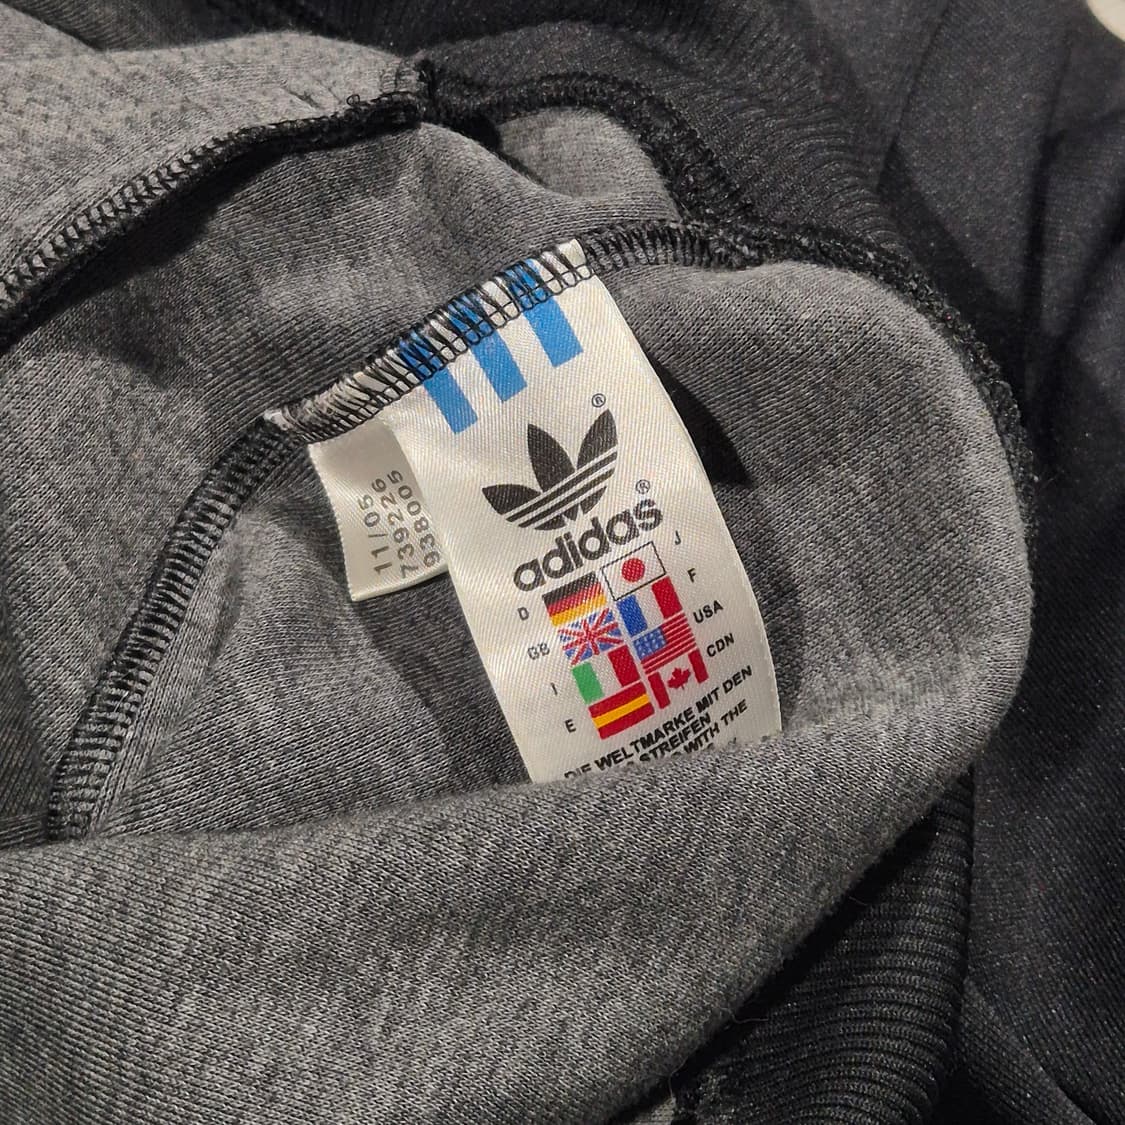 11/05
739226
938005
®
adidas®
D
J
GB
F
I
USA
E
CDN
DIE WELTMARKE MIT DEN
STREIFEN
WITH THE